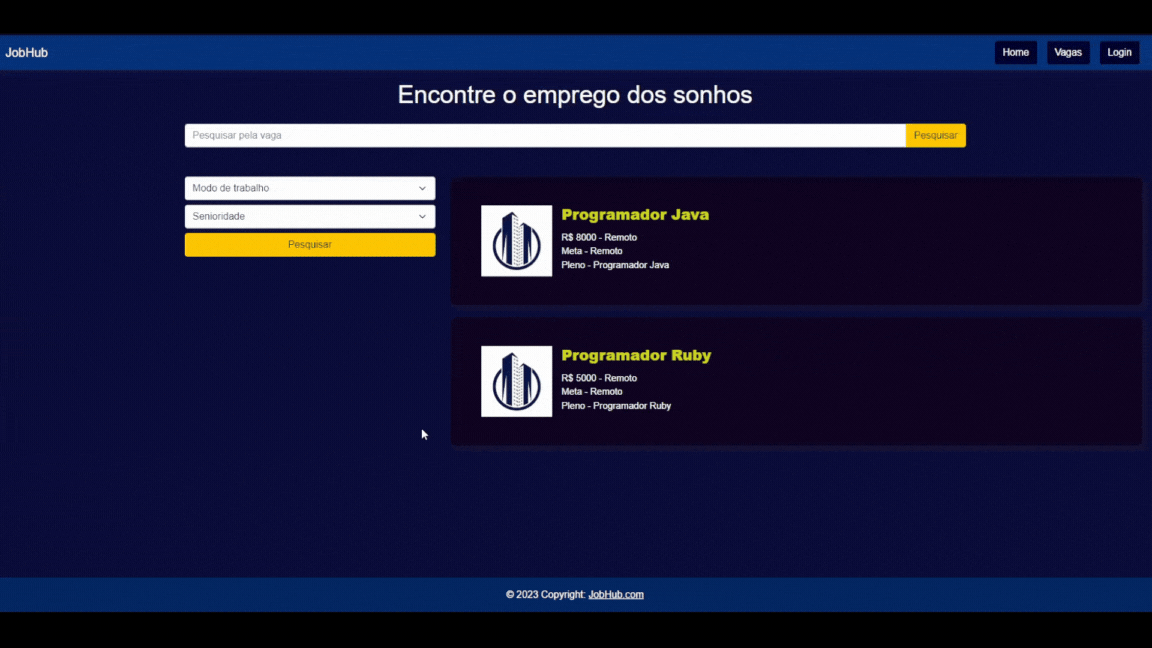 JobHub
Home
Vagas
Login
Encontre o emprego dos sonhos
Pesquisar pela vaga
Pesquisar
Modo de trabalho
Senioridade
Pesquisar
Programador Java
R$ 8000 - Remoto
Meta - Remoto
Pleno - Programador Java
Programador Ruby
R$ 5000 - Remoto
Meta - Remoto
Pleno - Programador Ruby
© 2023 Copyright: JobHub.com